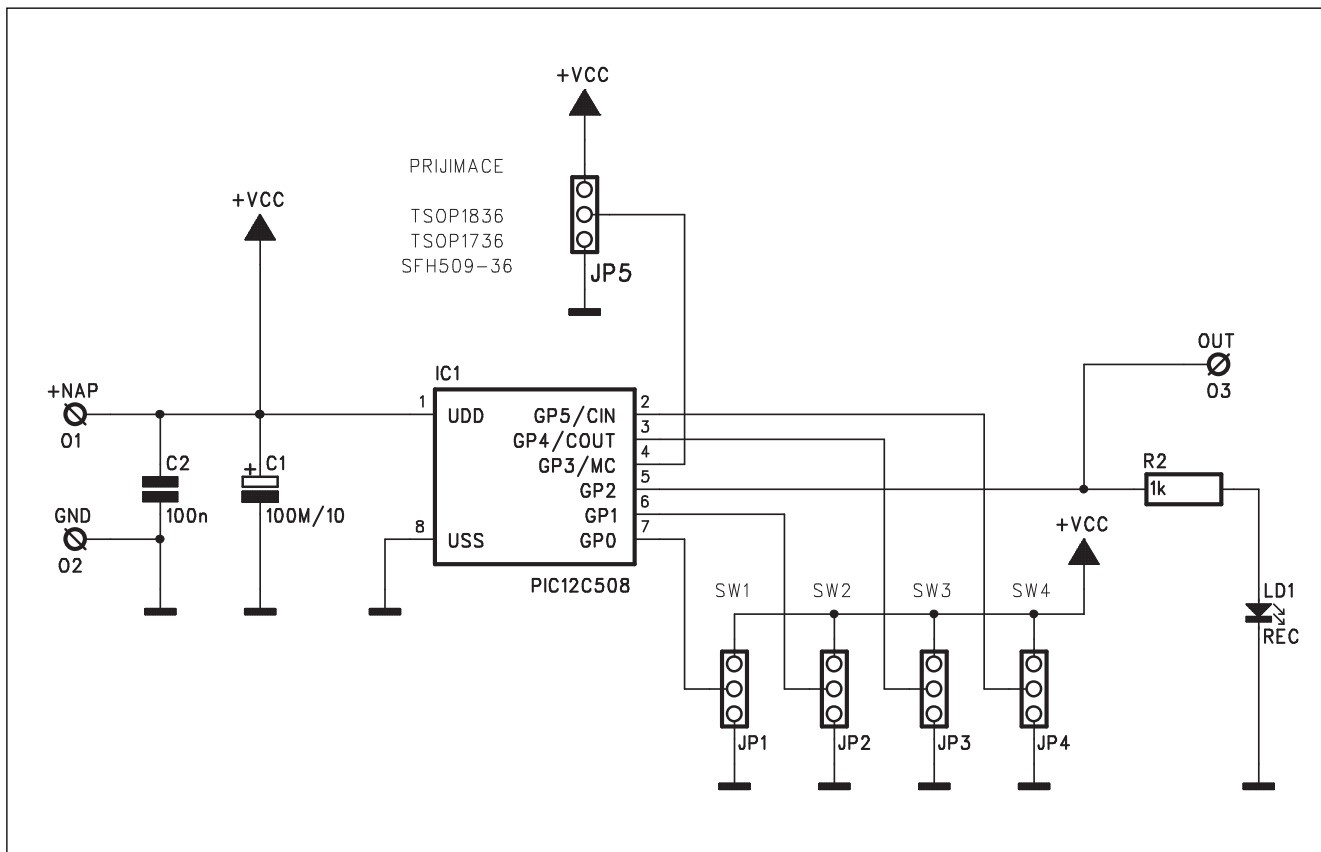 +VCC
PRIJIMACE
TSOP1836
TSOP1736
SFH509-36
JP5
+VCC
OUT
O3
+NAP
O1
GND
O2
C2
100n
+
C1
100M/10
IC1
1
UDD
8
USS
GP5/CIN
2
GP4/COUT
3
GP3/MC
4
GP2
5
GP1
6
GP0
7
PIC12C508
R2
1k
+VCC
SW1
SW2
SW3
SW4
LD1
REC
JP1
JP2
JP3
JP4